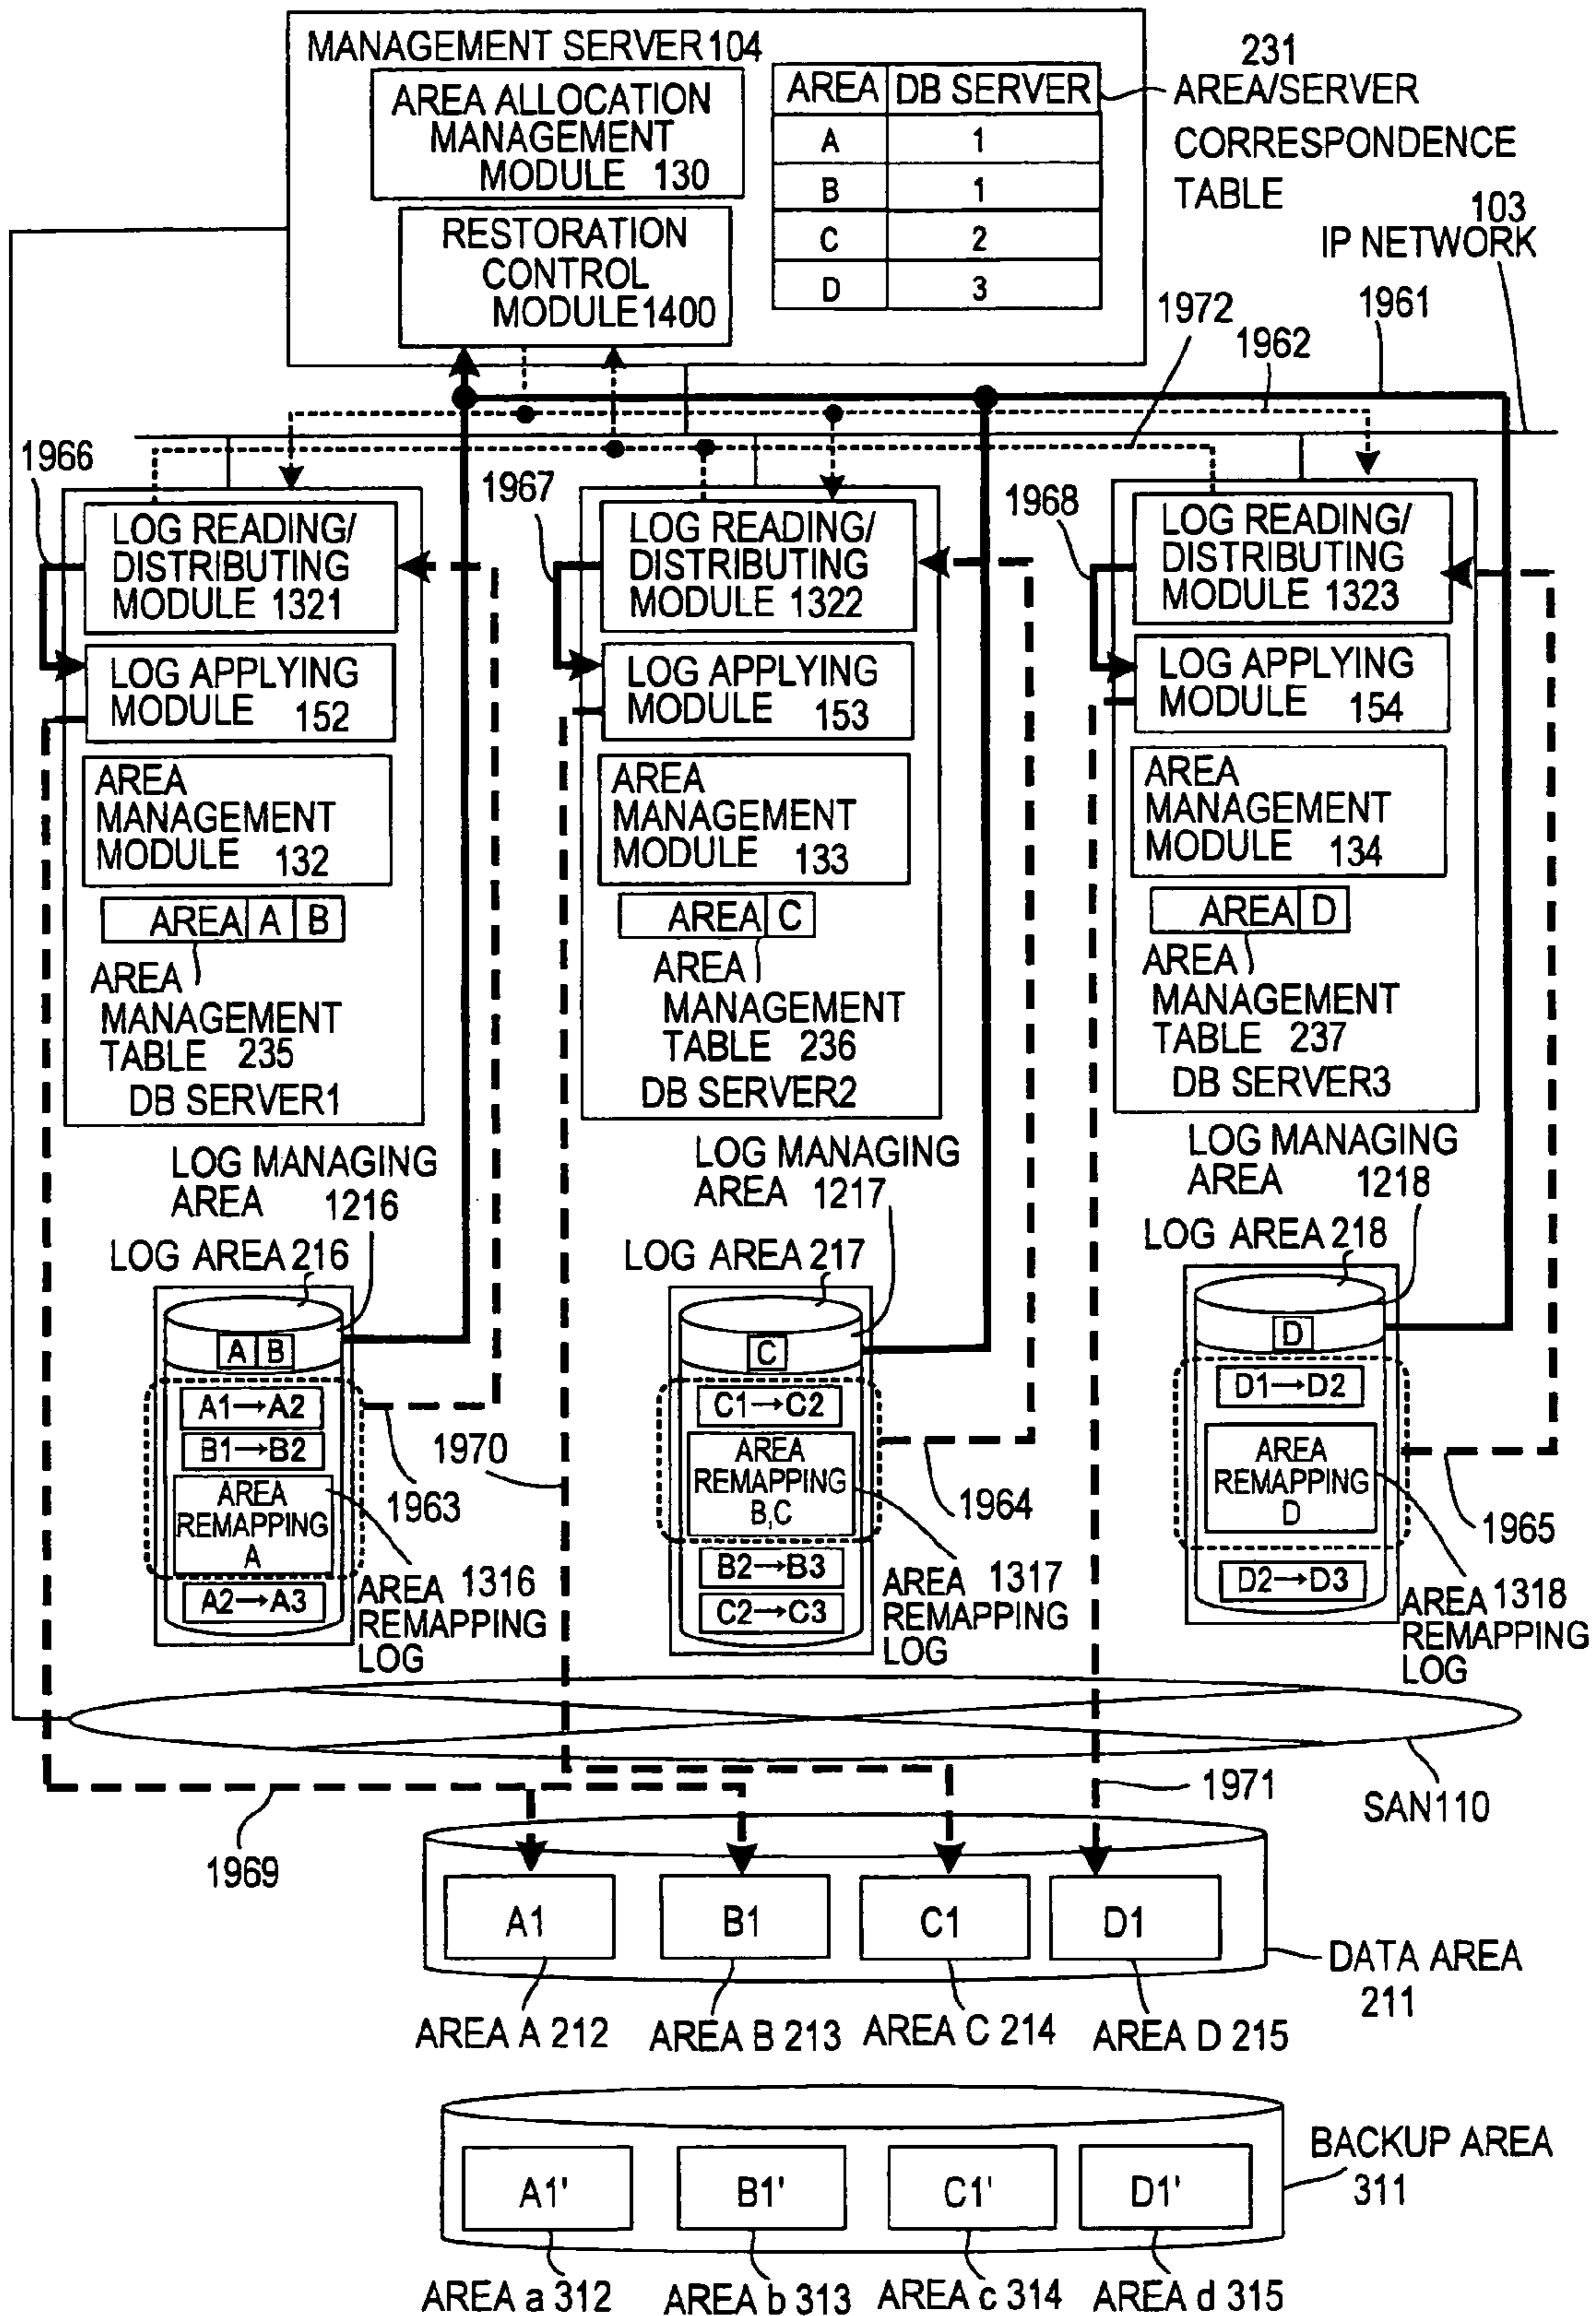 MANAGEMENT SERVER 104
AREA ALLOCATION
MANAGEMENT
MODULE 130
RESTORATION
CONTROL
MODULE1400
AREA DB SERVER
A 1
B 1
C 2
D 3
231
AREA/SERVER
CORRESPONDENCE
TABLE
103
IP NETWORK
1972
1962
1961
1966
LOG READING/
DISTRIBUTING
MODULE 1321
LOG APPLYING
MODULE 152
AREA
MANAGEMENT
MODULE 132
AREA A B
AREA
MANAGEMENT
TABLE 235
DB SERVER1
1967
LOG READING/
DISTRIBUTING
MODULE 1322
LOG APPLYING
MODULE 153
AREA
MANAGEMENT
MODULE 133
AREA C
AREA
MANAGEMENT
TABLE 236
DB SERVER2
1968
LOG READING/
DISTRIBUTING
MODULE 1323
LOG APPLYING
MODULE 154
AREA
MANAGEMENT
MODULE 134
AREA D
AREA
MANAGEMENT
TABLE 237
DB SERVER3
LOG MANAGING
AREA 1216
LOG AREA 216
A B
A1→A2
B1→B2
AREA
REMAPPING
A
A2→A3
1963
AREA 1316
REMAPPING
LOG
1970
LOG MANAGING
AREA 1217
LOG AREA 217
C
C1→C2
AREA
REMAPPING
B,C
B2→B3
C2→C3
1964
AREA 1317
REMAPPING
LOG
LOG MANAGING
AREA 1218
LOG AREA 218
D
D1→D2
AREA
REMAPPING
D
D2→D3
1965
AREA 1318
REMAPPING
LOG
SAN110
1969
1971
A1
B1
C1
D1
DATA AREA
211
AREA A 212
AREA B 213
AREA C 214
AREA D 215
A1'
B1'
C1'
D1'
BACKUP AREA
311
AREA a 312
AREA b 313
AREA c 314
AREA d 315